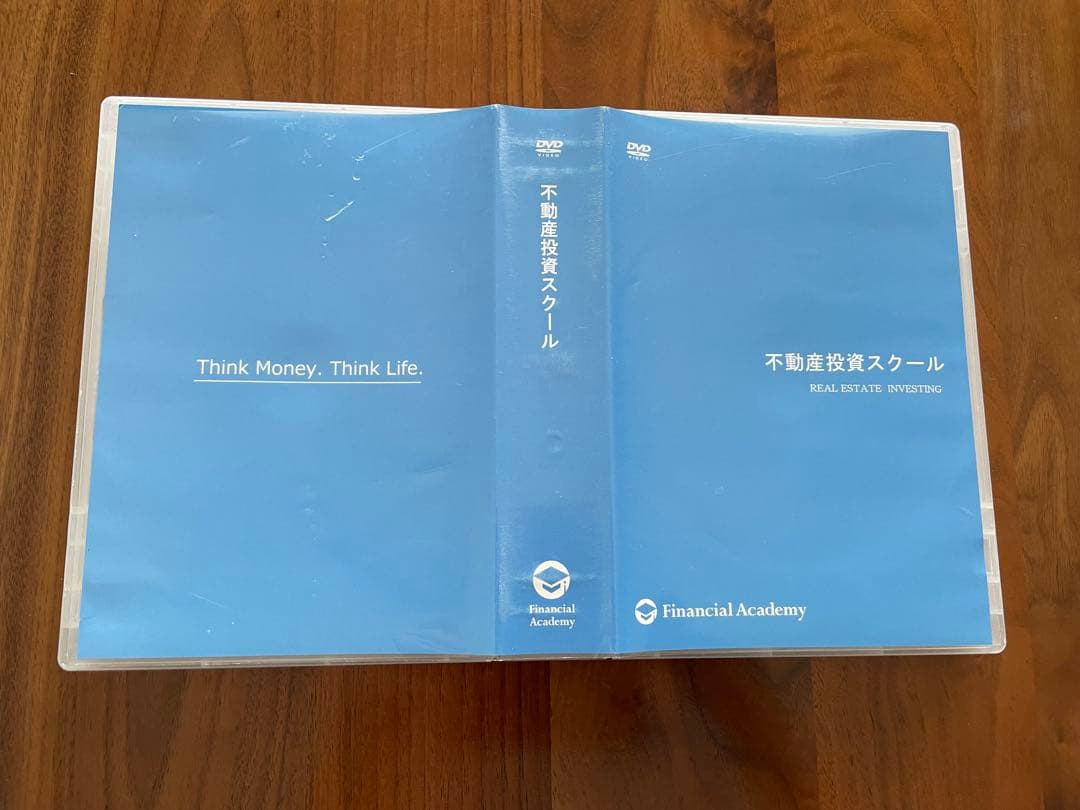 Think Money. Think Life.
DVD
VIDEO
不動産投資スクール
Financial
Academy
DVD
VIDEO
不動産投資スクール
REAL ESTATE INVESTING
Financial Academy